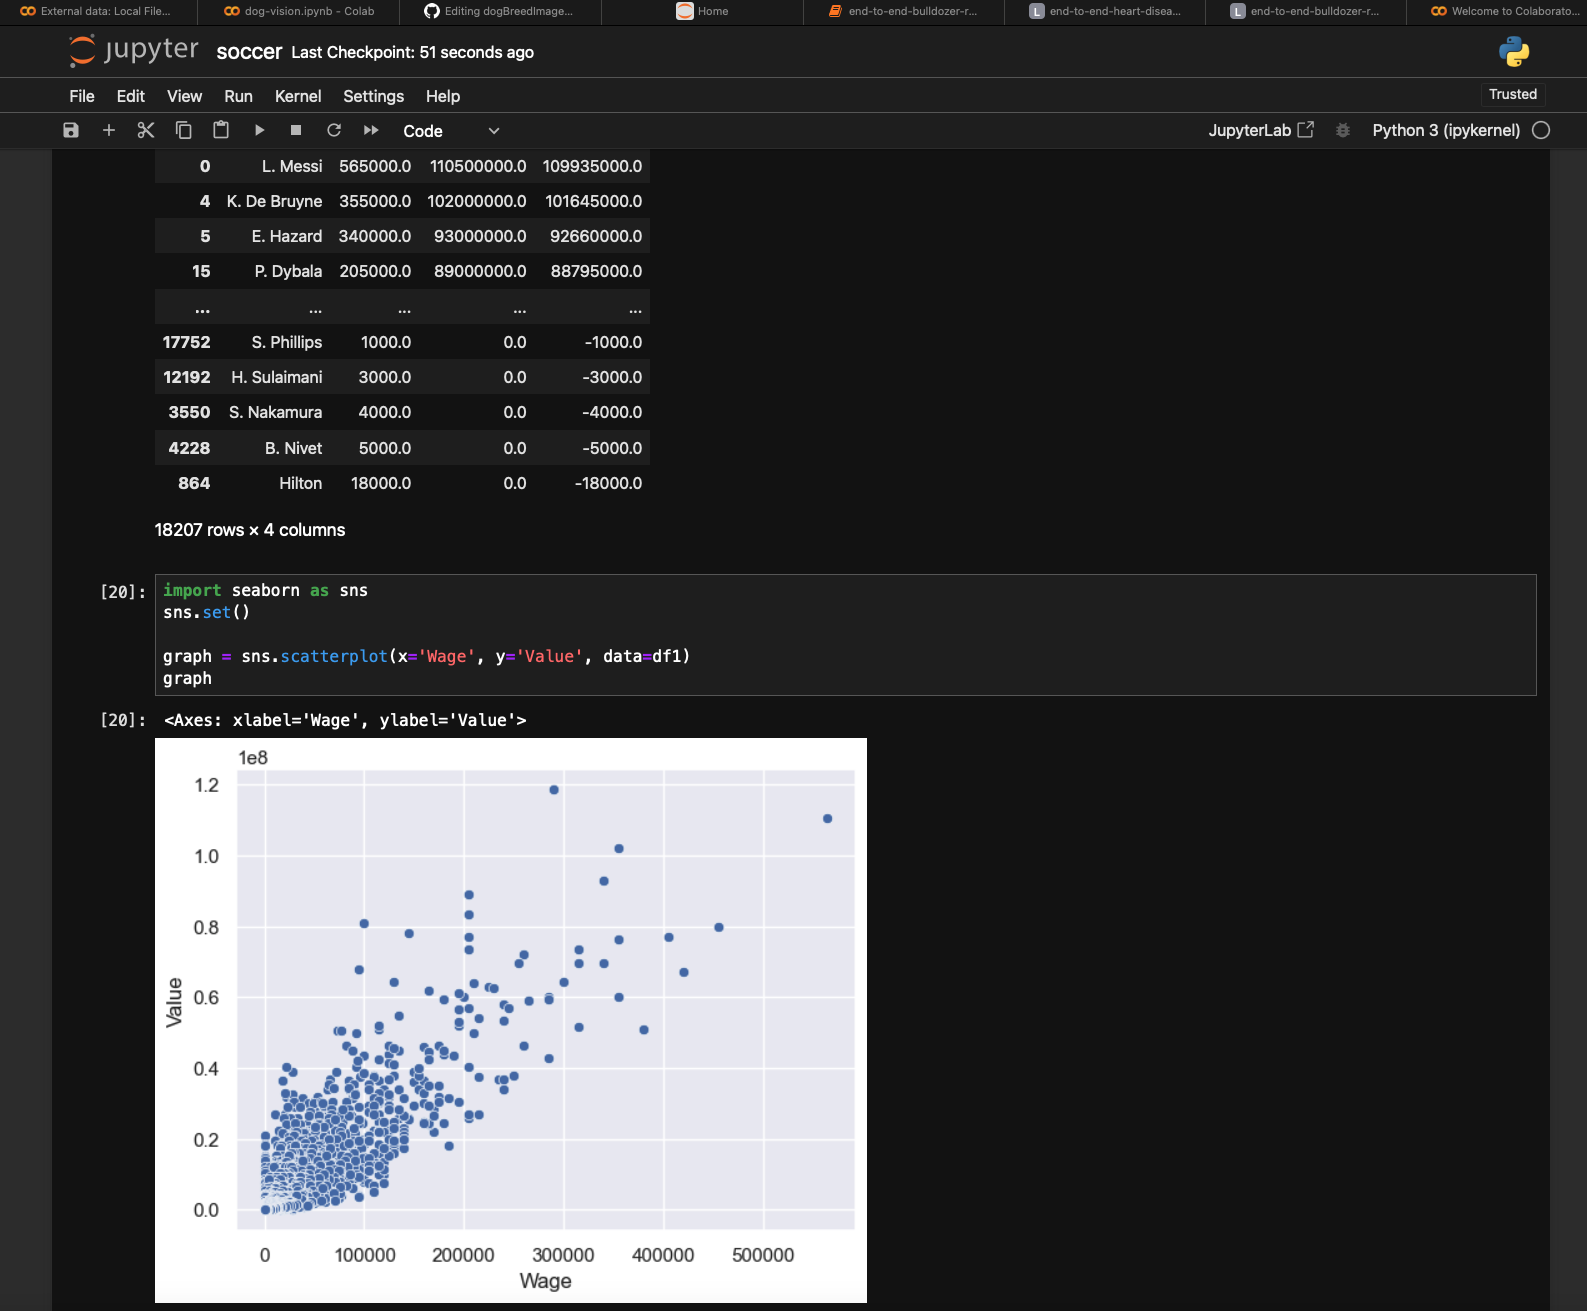 External data: Local File...
dog-vision.ipynb - Colab
Editing dogBreedImage...
Home
end-to-end-bulldozer-r...
L end-to-end-heart-disea...
L end-to-end-bulldozer-r...
Welcome to Colaborato...
jupyter soccer Last Checkpoint: 51 seconds ago
File Edit View Run Kernel Settings Help
Trusted
Code
JupyterLab
Python 3 (ipykernel)
0 L. Messi 565000.0 110500000.0 109935000.0
4 K. De Bruyne 355000.0 102000000.0 101645000.0
5 E. Hazard 340000.0 93000000.0 92660000.0
15 P. Dybala 205000.0 89000000.0 88795000.0
... ... ... ... ...
17752 S. Phillips 1000.0 0.0 -1000.0
12192 H. Sulaimani 3000.0 0.0 -3000.0
3550 S. Nakamura 4000.0 0.0 -4000.0
4228 B. Nivet 5000.0 0.0 -5000.0
864 Hilton 18000.0 0.0 -18000.0
18207 rows × 4 columns
[20]: import seaborn as sns
sns.set()
graph = sns.scatterplot(x='Wage', y='Value', data=df1)
graph
[20]: <Axes: xlabel='Wage', ylabel='Value'>
1e8
1.2
1.0
0.8
0.6
0.4
0.2
0.0
Value
0 100000 200000 300000 400000 500000
Wage